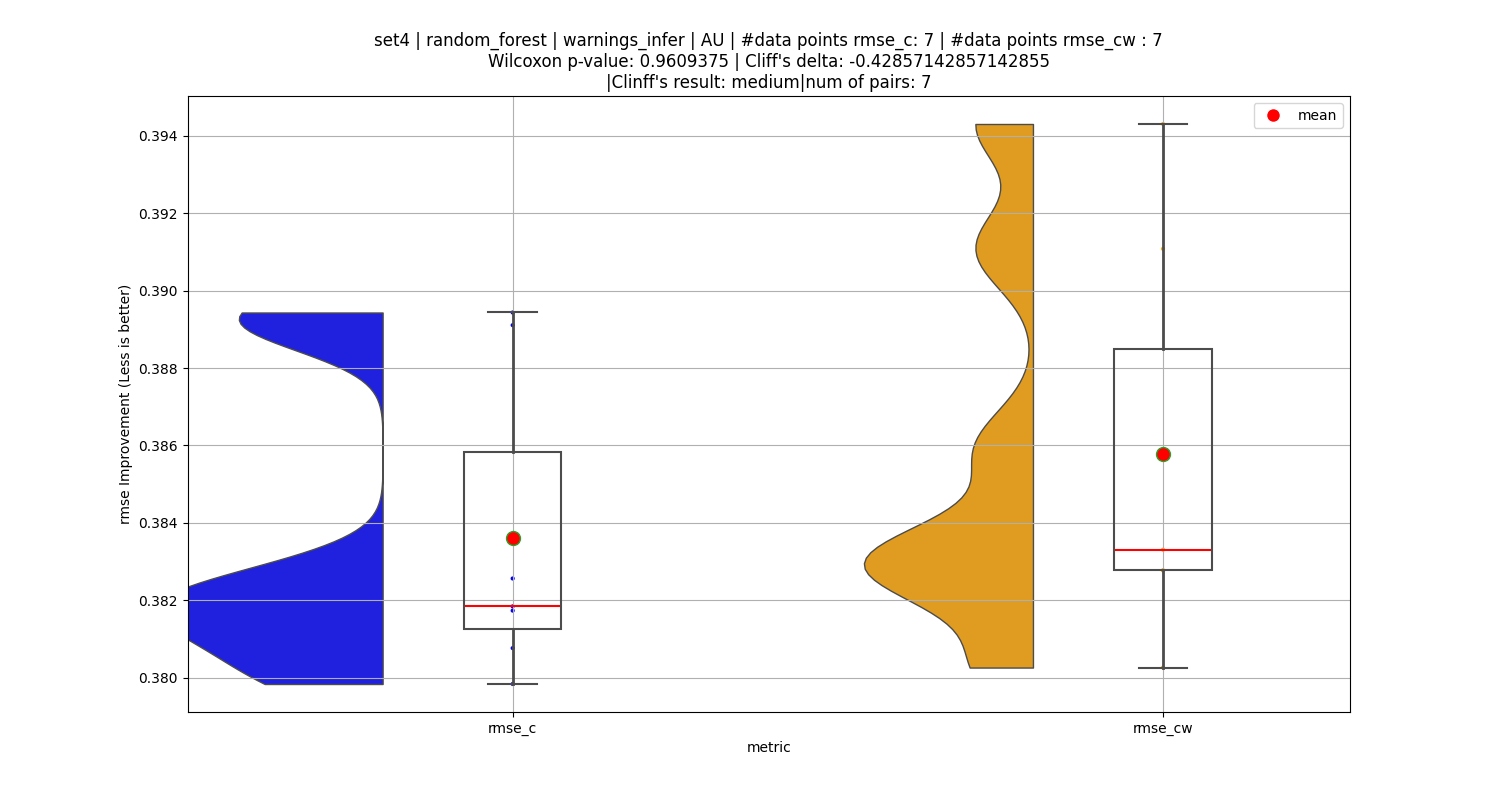 set4 | random_forest | warnings_infer | AU | #data points rmse_c: 7 | #data points rmse_cw : 7
Wilcoxon p-value: 0.9609375 | Cliff's delta: -0.42857142857142855
|Clinff's result: medium|num of pairs: 7
mean
0.394
0.392
0.390
0.388
0.386
0.384
0.382
0.380
rmse Improvement (Less is better)
rmse_c
rmse_cw
metric